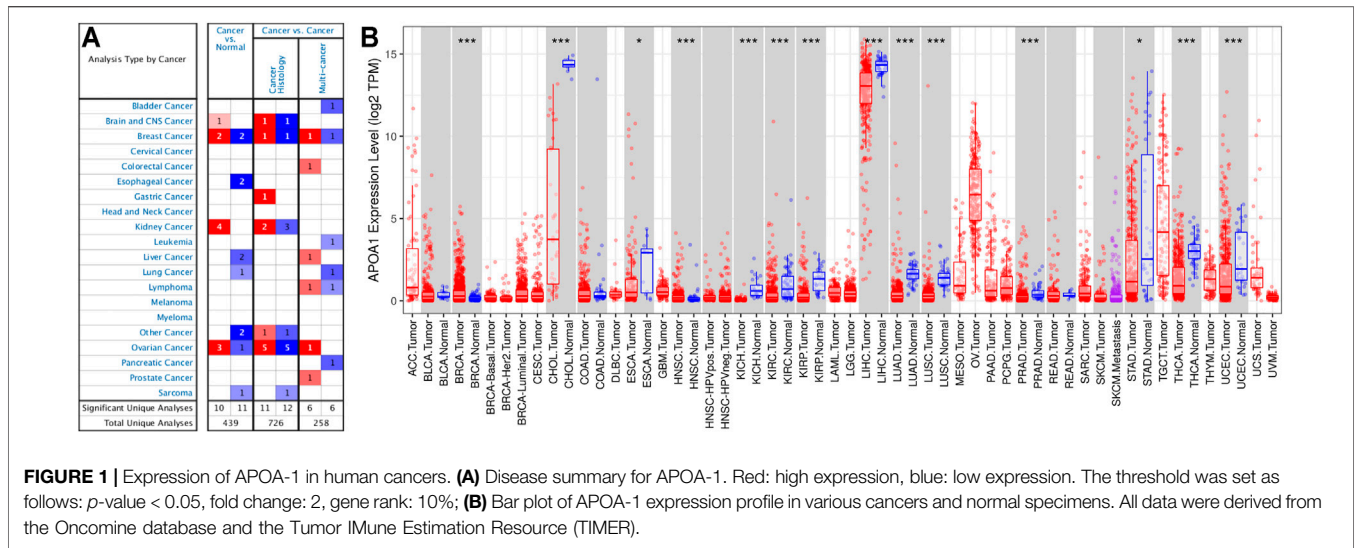 A
Analysis Type by Cancer
Cancer vs. Normal
Cancer vs. Cancer
Cancer Histology
Multi-cancer
Bladder Cancer 1
Brain and CNS Cancer 1 1 1
Breast Cancer 2 2 1 1 1 1
Cervical Cancer
Colorectal Cancer 1
Esophageal Cancer 2
Gastric Cancer 1
Head and Neck Cancer
Kidney Cancer 4 2 3
Leukemia 1
Liver Cancer 2 1
Lung Cancer 1 1
Lymphoma 1 1
Melanoma
Myeloma
Other Cancer 2 1 1
Ovarian Cancer 3 1 5 5 1
Pancreatic Cancer 1
Prostate Cancer 1
Sarcoma 1 1
Significant Unique Analyses 10 11 11 12 6 6
Total Unique Analyses 439 726 258
B
*** *** * *** *** *** *** *** *** *** *** * *** ***
APOA1 Expression Level (log2 TPM)
15
10
5
0
ACC.Tumor
BLCA.Tumor
BLCA.Normal
BRCA.Tumor
BRCA.Normal
BRCA-Basal.Tumor
BRCA-Her2.Tumor
BRCA-Luminal.Tumor
CESC.Tumor
CHOL.Tumor
CHOL.Normal
COAD.Tumor
COAD.Normal
DLBC.Tumor
ESCA.Tumor
ESCA.Normal
GBM.Tumor
HNSC.Tumor
HNSC.Normal
HNSC-HPVpos.Tumor
HNSC-HPVneg.Tumor
KICH.Tumor
KICH.Normal
KIRC.Tumor
KIRC.Normal
KIRP.Tumor
KIRP.Normal
LAML.Tumor
LGG.Tumor
LIHC.Tumor
LIHC.Normal
LUAD.Tumor
LUAD.Normal
LUSC.Tumor
LUSC.Normal
MESO.Tumor
OV.Tumor
PAAD.Tumor
PCPG.Tumor
PRAD.Tumor
PRAD.Normal
READ.Tumor
READ.Normal
SARC.Tumor
SKCM.Tumor
SKCM.Metastasis
STAD.Tumor
STAD.Normal
TGCT.Tumor
THCA.Tumor
THCA.Normal
THYM.Tumor
UCEC.Tumor
UCEC.Normal
UCS.Tumor
UVM.Tumor
FIGURE 1 | Expression of APOA-1 in human cancers. (A) Disease summary for APOA-1. Red: high expression, blue: low expression. The threshold was set as
follows: p-value < 0.05, fold change: 2, gene rank: 10%; (B) Bar plot of APOA-1 expression profile in various cancers and normal specimens. All data were derived from
the Oncomine database and the Tumor IMune Estimation Resource (TIMER).